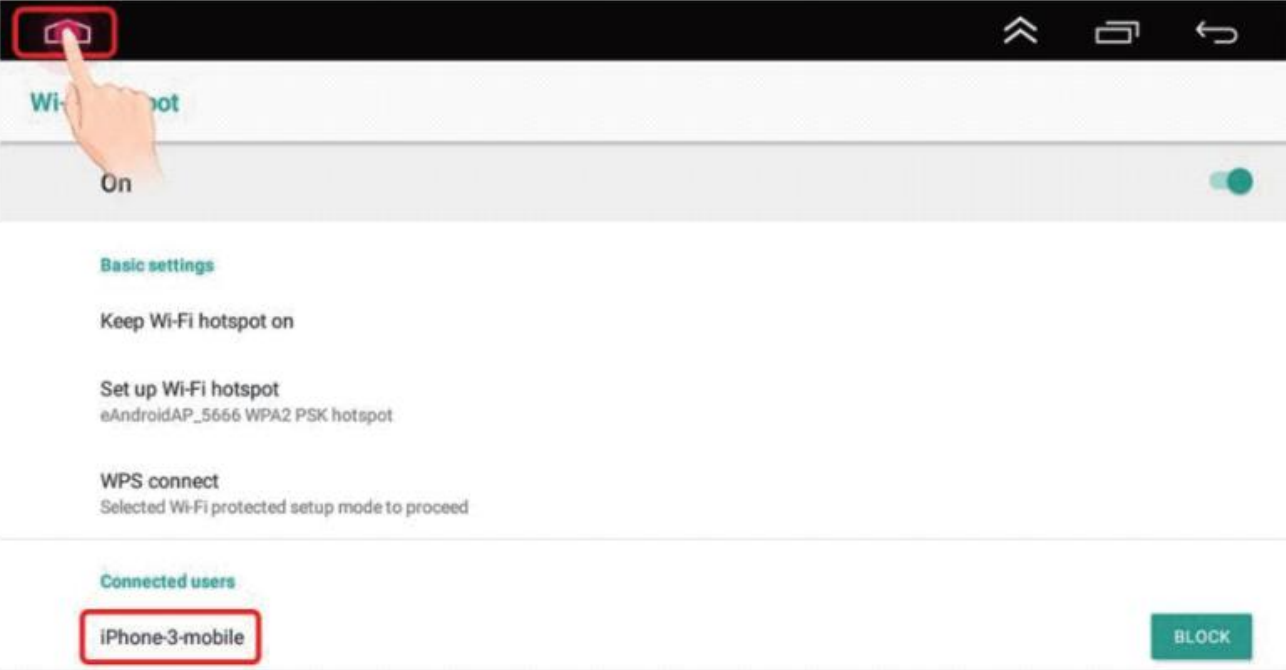 Wi- pot
On
Basic settings
Keep Wi-Fi hotspot on
Set up Wi-Fi hotspot
eAndroidAP_5666 WPA2 PSK hotspot
WPS connect
Selected Wi-Fi protected setup mode to proceed
Connected users
iPhone-3-mobile
BLOCK